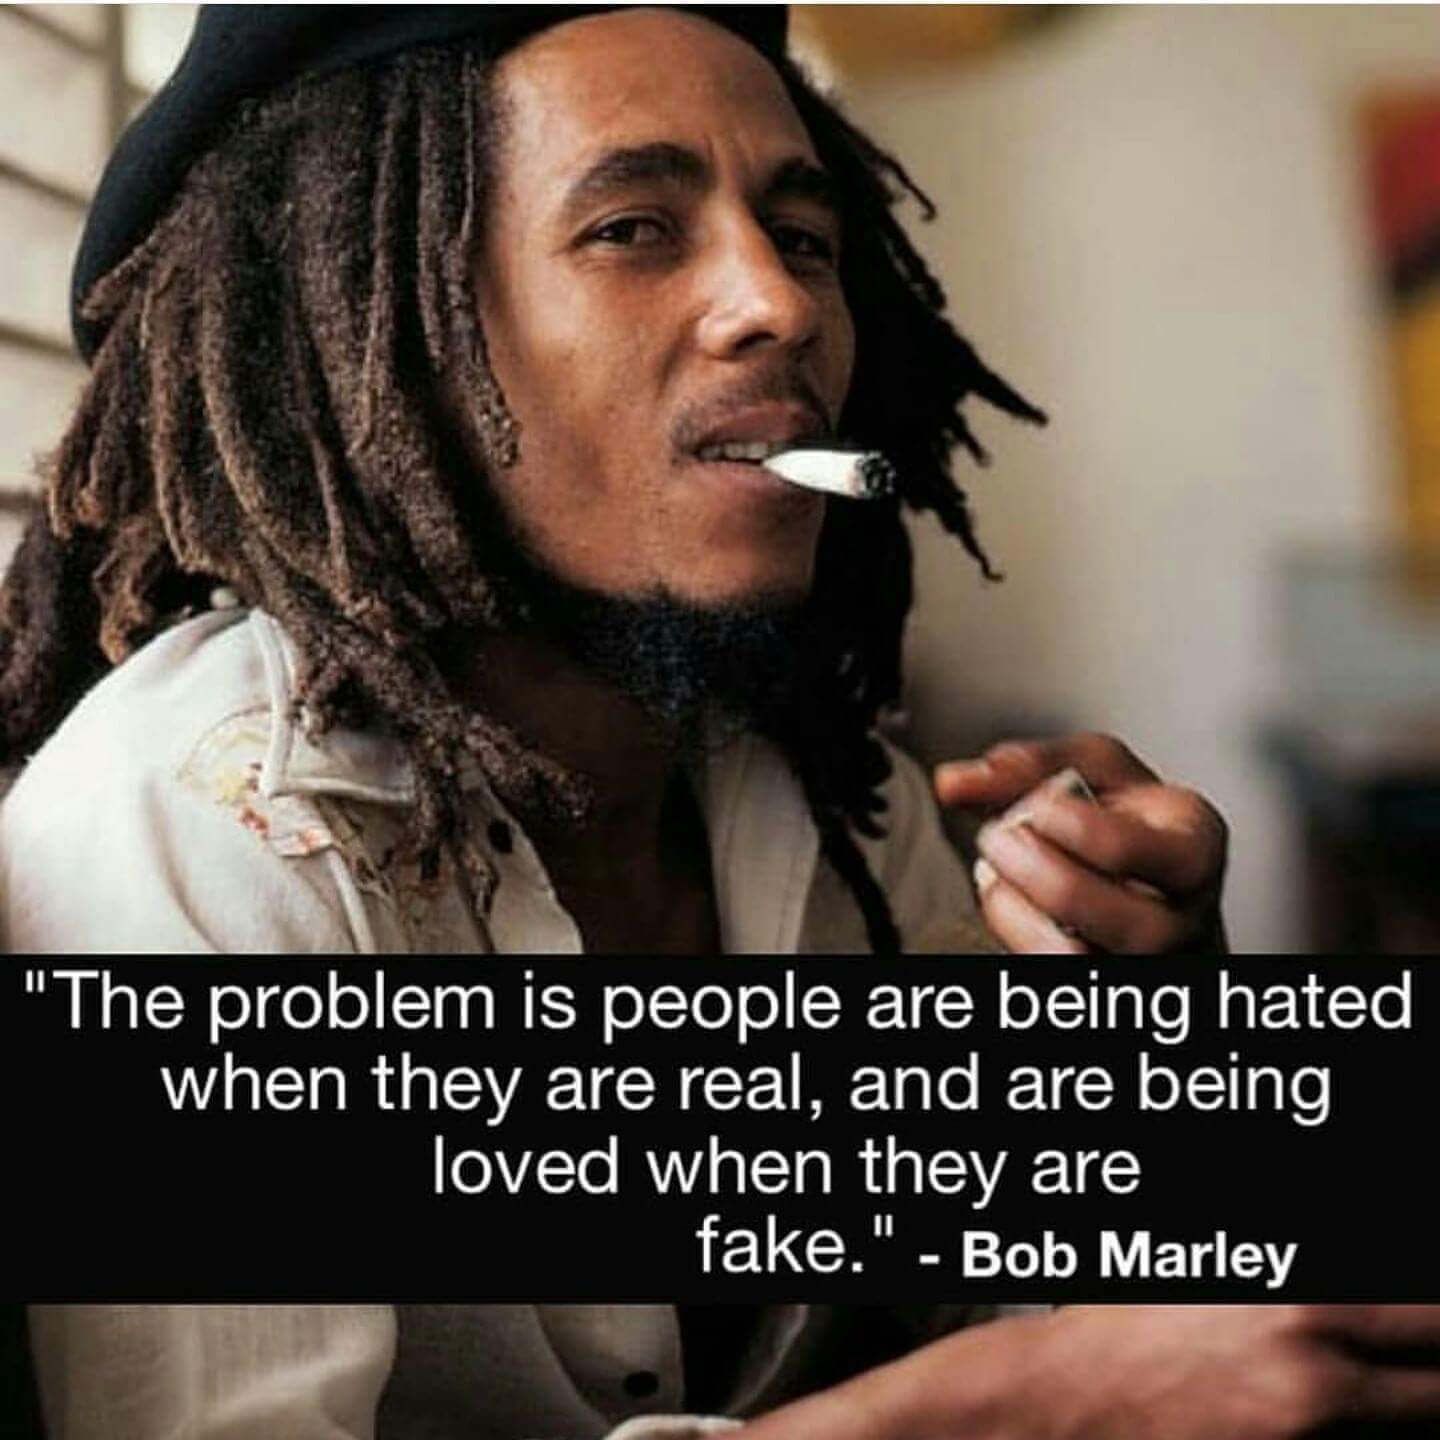 "The problem is people are being hated
when they are real, and are being
loved when they are
fake." - Bob Marley